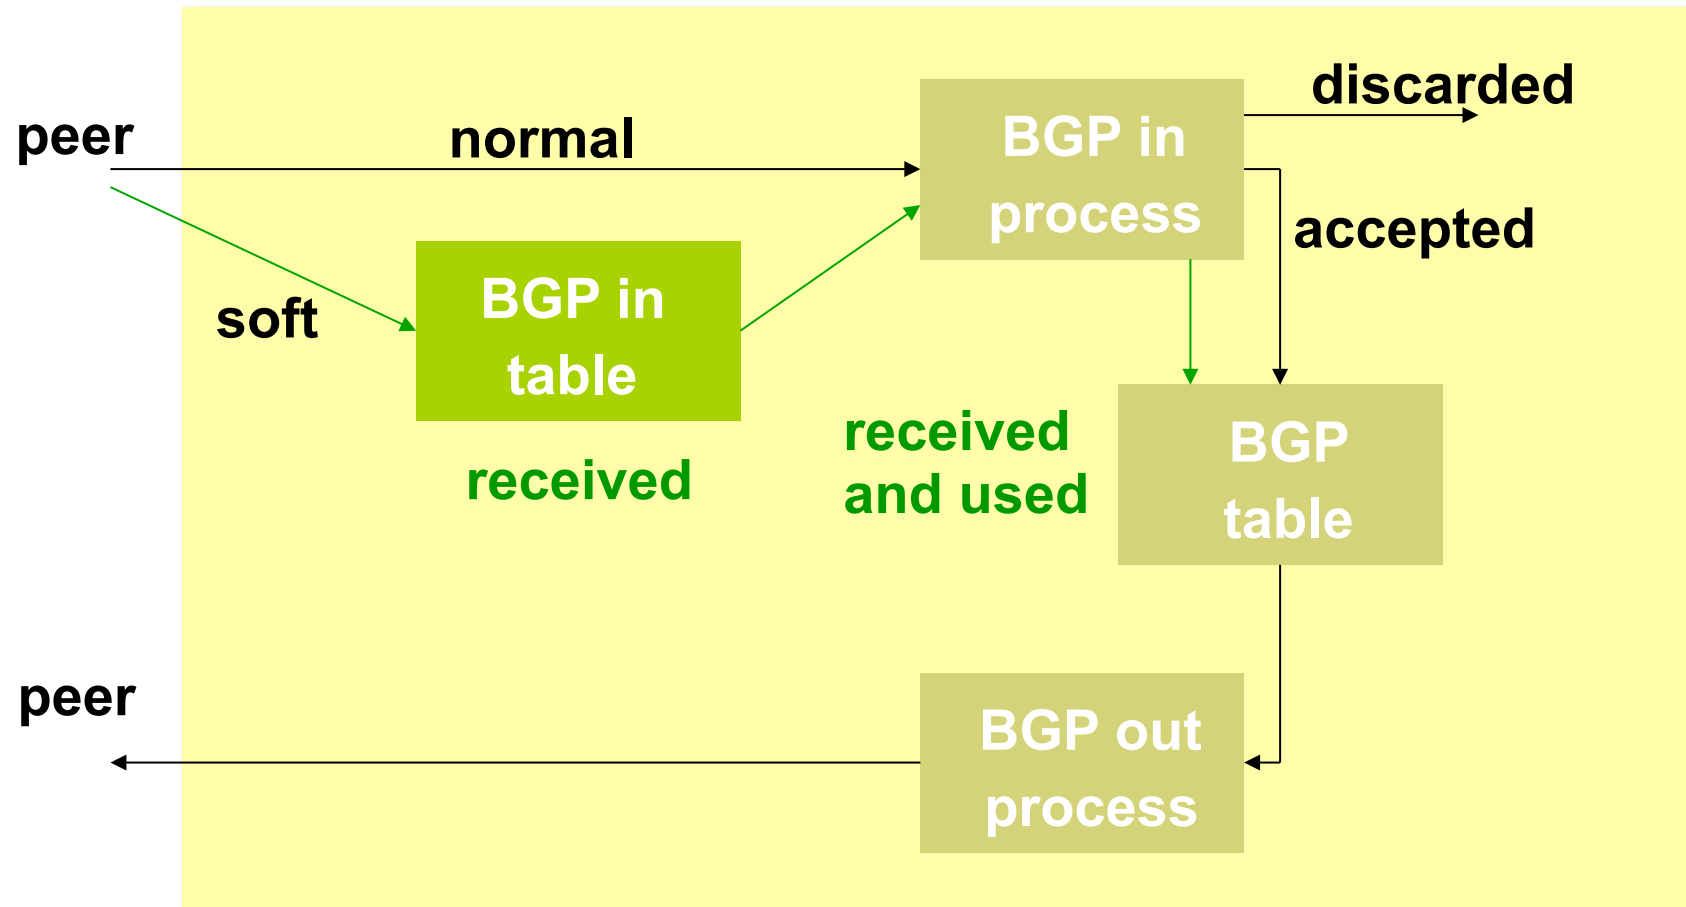 discarded
peer
normal
BGP in
process
accepted
soft
BGP in
table
received
received
and used
BGP
table
peer
BGP out
process